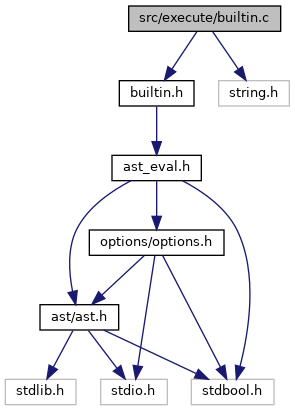 src/execute/builtin.c
builtin.h
string.h
ast_eval.h
options/options.h
ast/ast.h
stdlib.h
stdio.h
stdbool.h